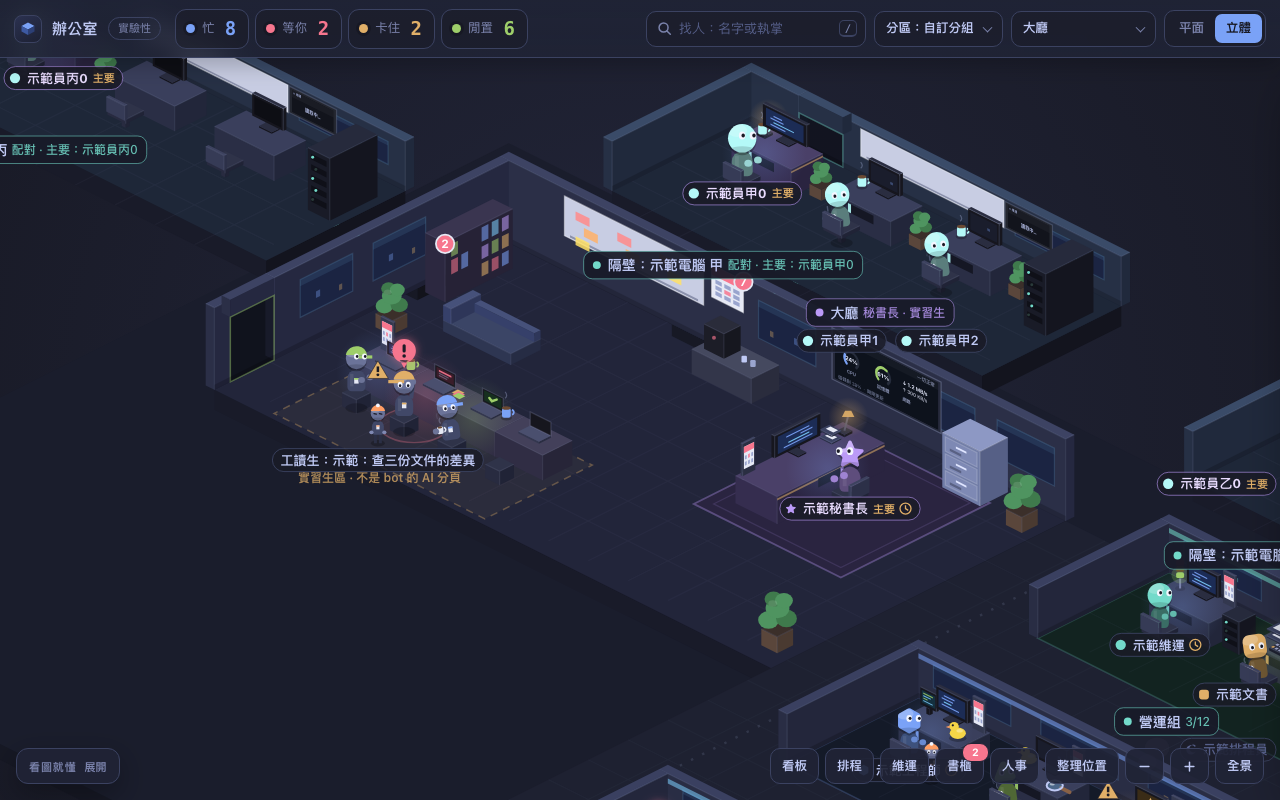 辦公室 實驗性 忙 8 等你 2 卡住 2 閒置 6 找人：名字或執掌 / 分區：自訂分組 大廳 平面 立體
示範員丙0 主要
丙 配對 · 主要：示範員丙0
示範員甲0 主要
2
隔壁：示範電腦 甲 配對 · 主要：示範員甲0
大廳 秘書長 · 實習生
示範員甲1 示範員甲2
CPU
工讀生：示範：查三份文件的差異
實習生區 · 不是 bot 的 AI 分頁
示範秘書長 主要
示範員乙0 主要
隔壁：示範電腦
示範維運
示範文書
營運組 3/12
看圖就懂 展開
看板 排程 維運 書櫃 2 人事 整理位置 − + 全景